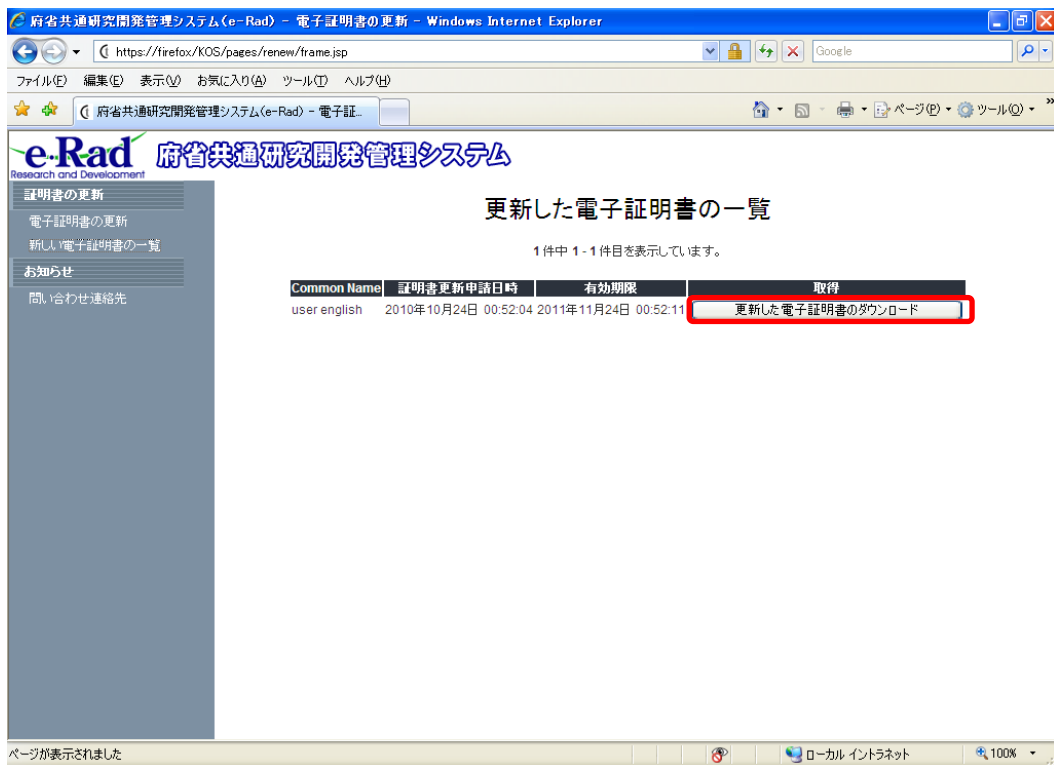 府省共通研究開発管理システム(e-Rad) - 電子証明書の更新 - Windows Internet Explorer
https://firefox/KOS/pages/renew/frame.jsp
Google
ファイル(F) 編集(E) 表示(V) お気に入り(A) ツール(T) ヘルプ(H)
府省共通研究開発管理システム(e-Rad) - 電子証...
ページ(P) ツール(O)
e-Rad 府省共通研究開発管理システム
Research and Development
証明書の更新
電子証明書の更新
新しい電子証明書の一覧
お知らせ
問い合わせ連絡先
更新した電子証明書の一覧
1件中 1 - 1 件目を表示しています。
Common Name 証明書更新申請日時 有効期限 取得
user english 2010年10月24日 00:52:04 2011年11月24日 00:52:11 更新した電子証明書のダウンロード
ページが表示されました
ローカル イントラネット
100%